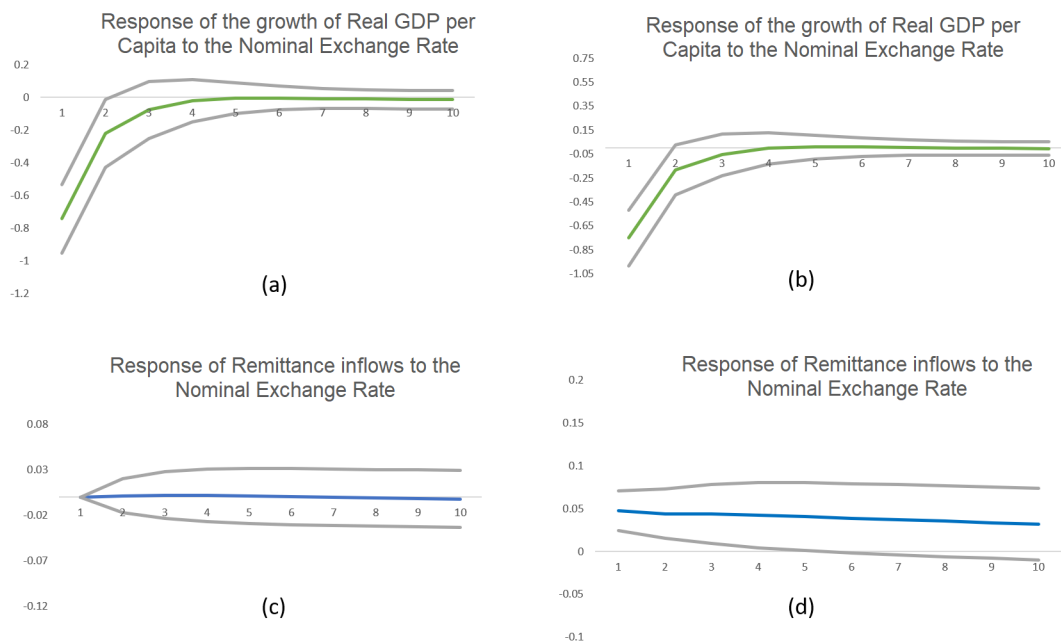 Response of the growth of Real GDP per
Capita to the Nominal Exchange Rate
0.2
0
-0.2
-0.4
-0.6
-0.8
-1
-1.2
1 2 3 4 5 6 7 8 9 10
(a)
Response of the growth of Real GDP per
Capita to the Nominal Exchange Rate
0.75
0.55
0.35
0.15
-0.05
-0.25
-0.45
-0.65
-0.85
-1.05
1 2 3 4 5 6 7 8 9 10
(b)
Response of Remittance inflows to the
Nominal Exchange Rate
0.08
0.03
-0.02
-0.07
-0.12
1 2 3 4 5 6 7 8 9 10
(c)
Response of Remittance inflows to the
Nominal Exchange Rate
0.2
0.15
0.1
0.05
0
-0.05
-0.1
1 2 3 4 5 6 7 8 9 10
(d)